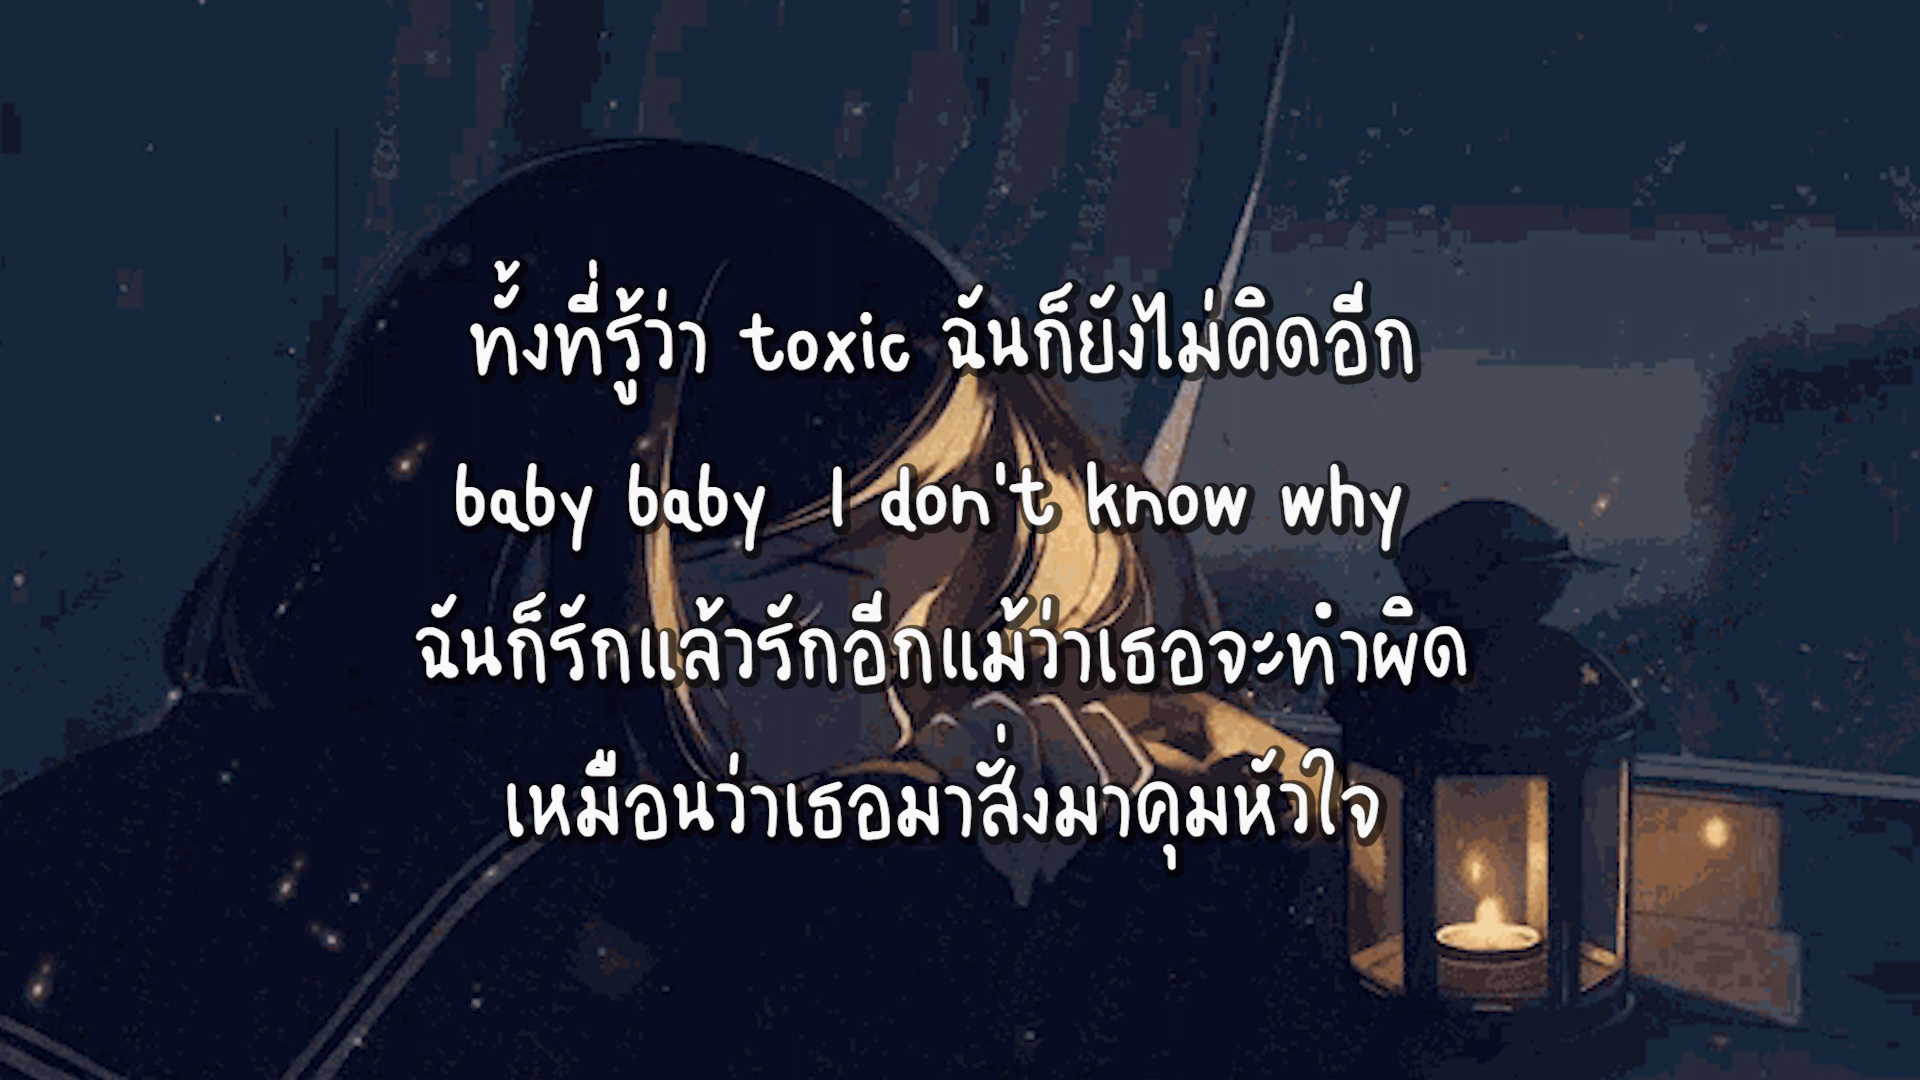 ทั้งที่รู้ว่า toxic ฉันก็ยังไม่คิดอีก
baby baby  I don't know why
ฉันก็รักแล้วรักอีกแม้ว่าเธอจะทำผิด
เหมือนว่าเธอมาสั่งมาคุมหัวใจ